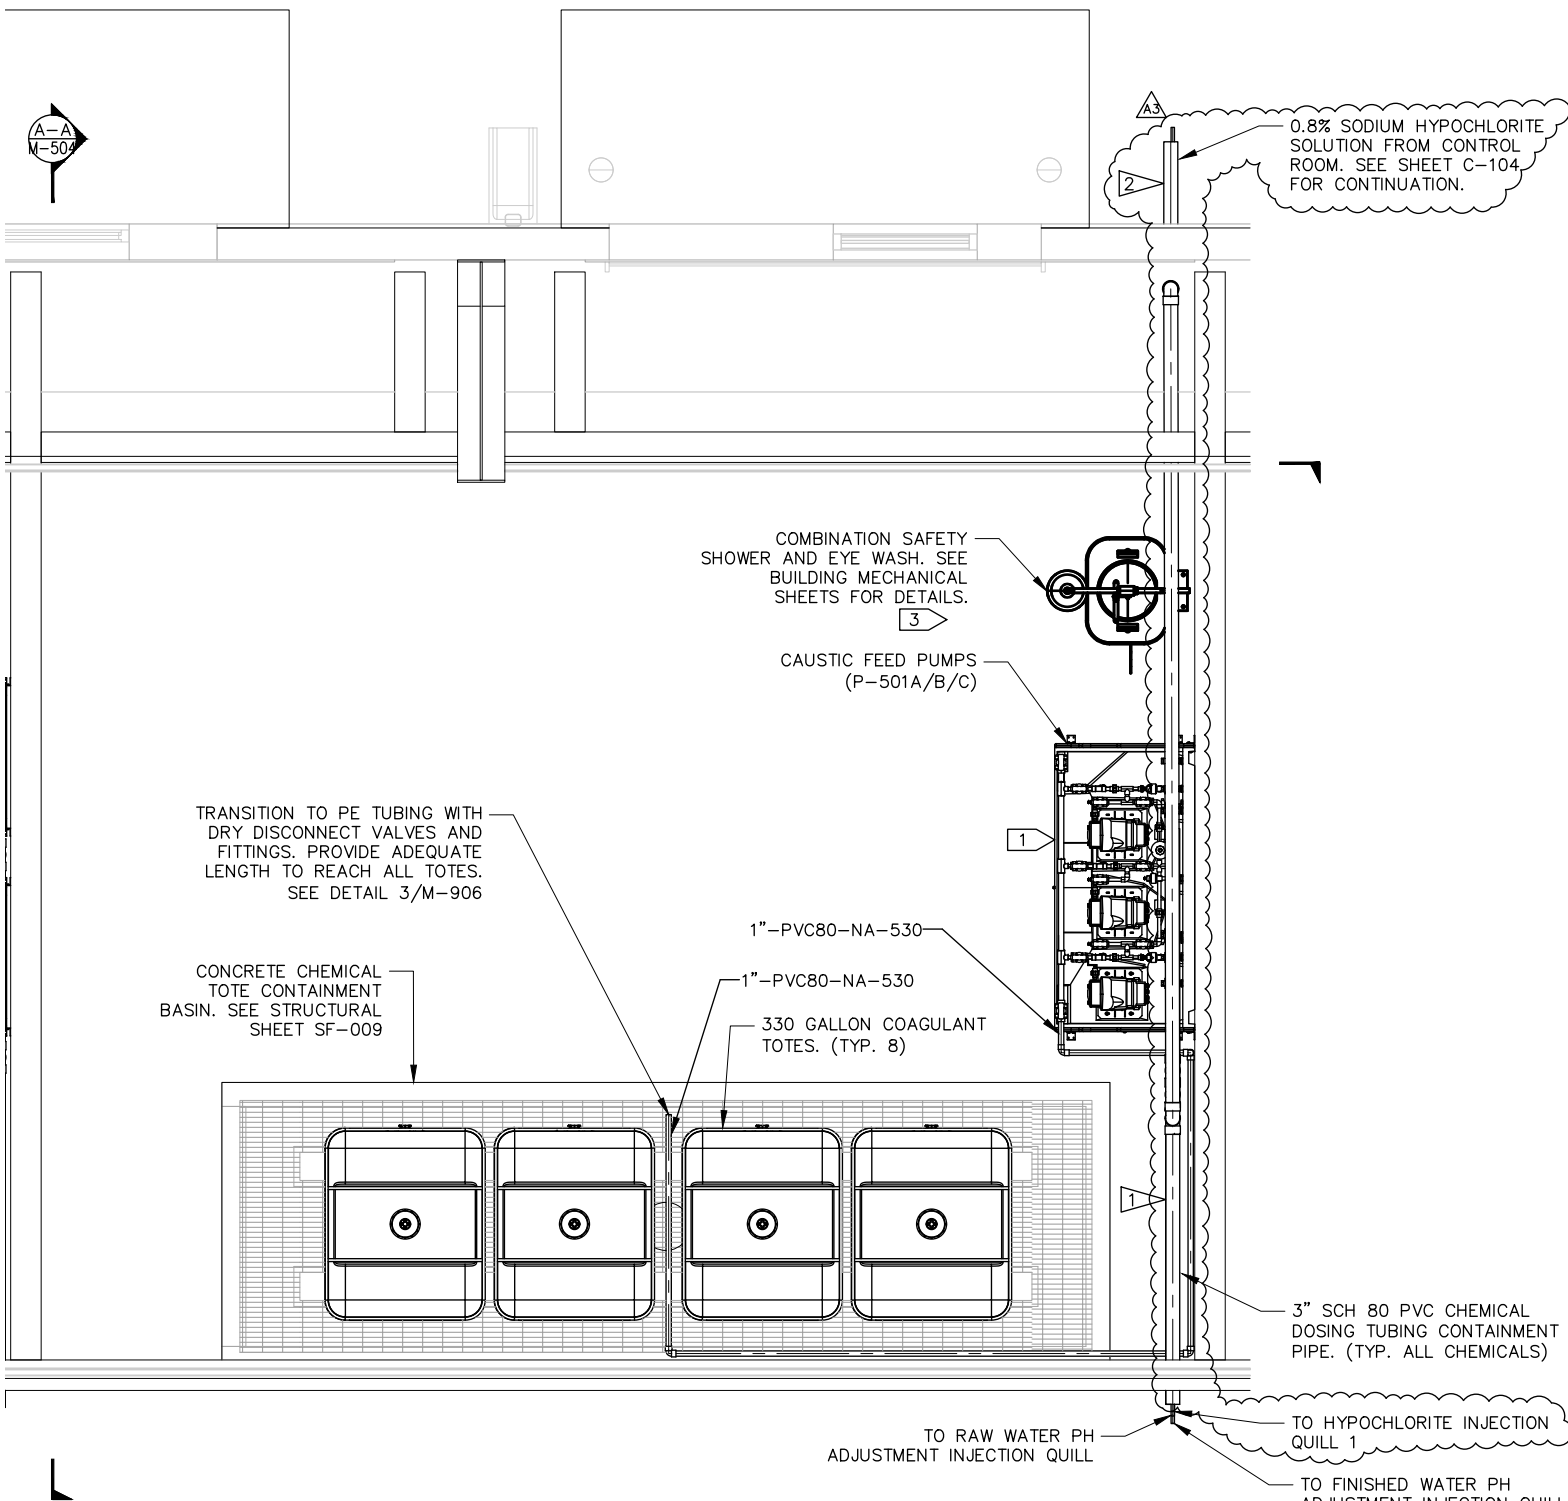 A-A
M-504
A3
0.8% SODIUM HYPOCHLORITE
SOLUTION FROM CONTROL
ROOM. SEE SHEET C-104
FOR CONTINUATION.
2
COMBINATION SAFETY
SHOWER AND EYE WASH. SEE
BUILDING MECHANICAL
SHEETS FOR DETAILS.
3
CAUSTIC FEED PUMPS
(P-501A/B/C)
TRANSITION TO PE TUBING WITH
DRY DISCONNECT VALVES AND
FITTINGS. PROVIDE ADEQUATE
LENGTH TO REACH ALL TOTES.
SEE DETAIL 3/M-906
1
1"-PVC80-NA-530
CONCRETE CHEMICAL
TOTE CONTAINMENT
BASIN. SEE STRUCTURAL
SHEET SF-009
1"-PVC80-NA-530
330 GALLON COAGULANT
TOTES. (TYP. 8)
1
3" SCH 80 PVC CHEMICAL
DOSING TUBING CONTAINMENT
PIPE. (TYP. ALL CHEMICALS)
TO RAW WATER PH
ADJUSTMENT INJECTION QUILL
TO HYPOCHLORITE INJECTION
QUILL 1
TO FINISHED WATER PH
ADJUSTMENT INJECTION QUILL